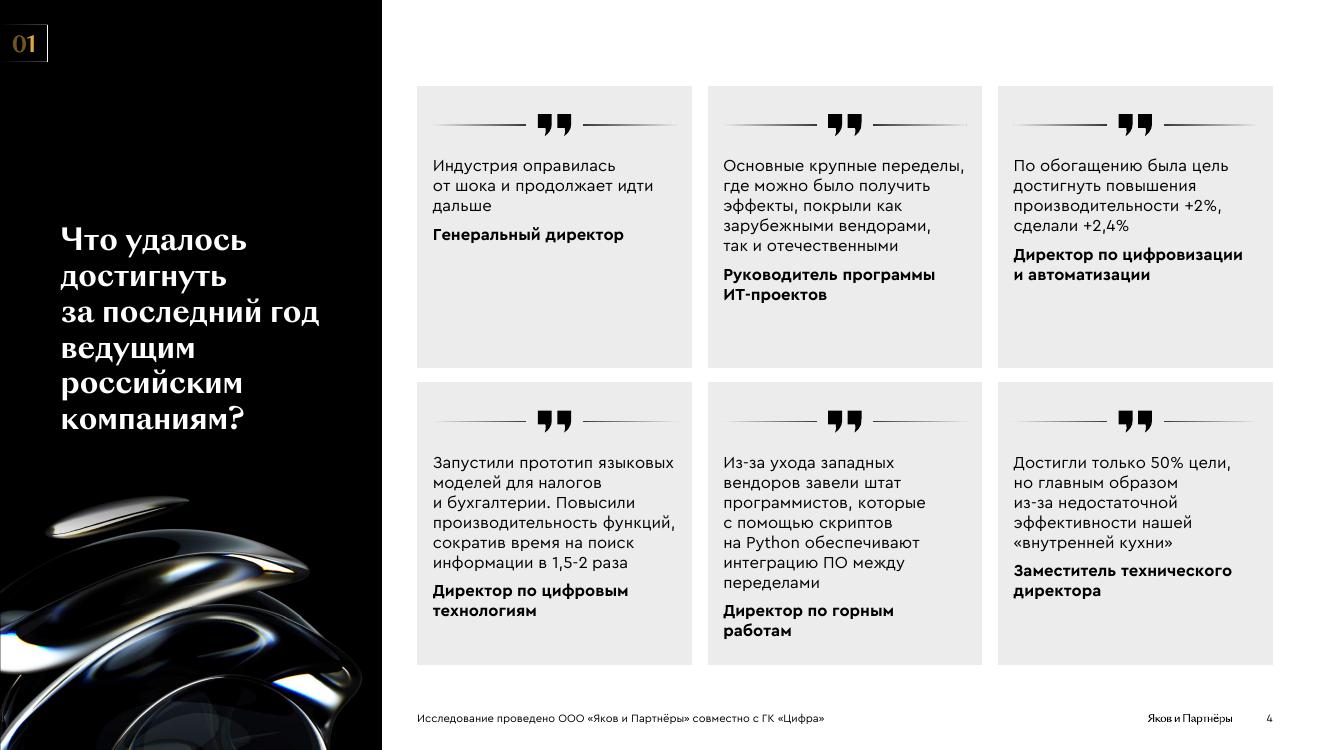 01
Что удалось
достигнуть
за последний год
ведущим
российским
компаниям?
Индустрия оправилась
от шока и продолжает идти
дальше
Генеральный директор
Основные крупные переделы,
где можно было получить
эффекты, покрыли как
зарубежными вендорами,
так и отечественными
Руководитель программы
ИТ-проектов
По обогащению была цель
достигнуть повышения
производительности +2%,
сделали +2,4%
Директор по цифровизации
и автоматизации
Запустили прототип языковых
моделей для налогов
и бухгалтерии. Повысили
производительность функций,
сократив время на поиск
информации в 1,5-2 раза
Директор по цифровым
технологиям
Из-за ухода западных
вендоров завели штат
программистов, которые
с помощью скриптов
на Python обеспечивают
интеграцию ПО между
переделами
Директор по горным
работам
Достигли только 50% цели,
но главным образом
из-за недостаточной
эффективности нашей
«внутренней кухни»
Заместитель технического
директора
Исследование проведено ООО «Яков и Партнёры» совместно с ГК «Цифра»
Яков и Партнёры
4